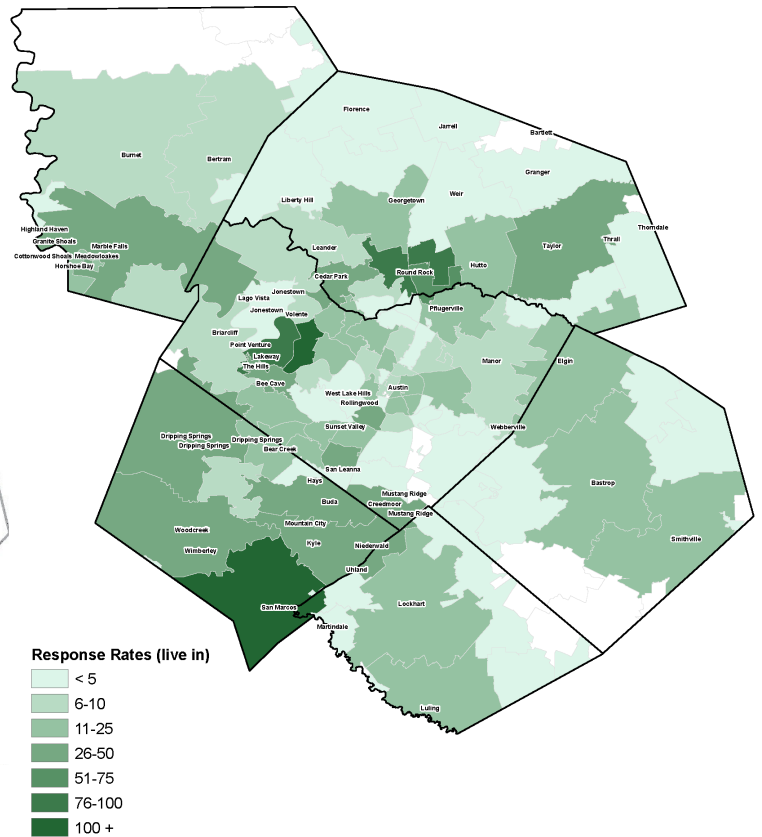 Florence
Jarrell
Bartlett
Burnet
Bertram
Granger
Weir
Liberty Hill
Georgetown
Highland Haven
Thorndale
Granite Shoals
Marble Falls
Thrall
Leander
Taylor
Cottonwood Shoals
Meadowlakes
Horshoe Bay
Hutto
Round Rock
Cedar Park
Jonestown
Lago Vista
Jonestown
Volente
Pflugerville
Briarcliff
Point Venture
Lakeway
Manor
Elgin
The Hills
Bee Cave
Austin
West Lake Hills
Rollingwood
Sunset Valley
Webberville
Dripping Springs
Dripping Springs
Dripping Springs
Bear Creek
San Leanna
Hays
Bastrop
Mustang Ridge
Buda
Creedmoor
Mustang Ridge
Mountain City
Woodcreek
Kyle
Niederwald
Wimberley
Smithville
Uhland
San Marcos
Lockhart
Martindale
Luling
Response Rates (live in)
< 5
6-10
11-25
26-50
51-75
76-100
100 +